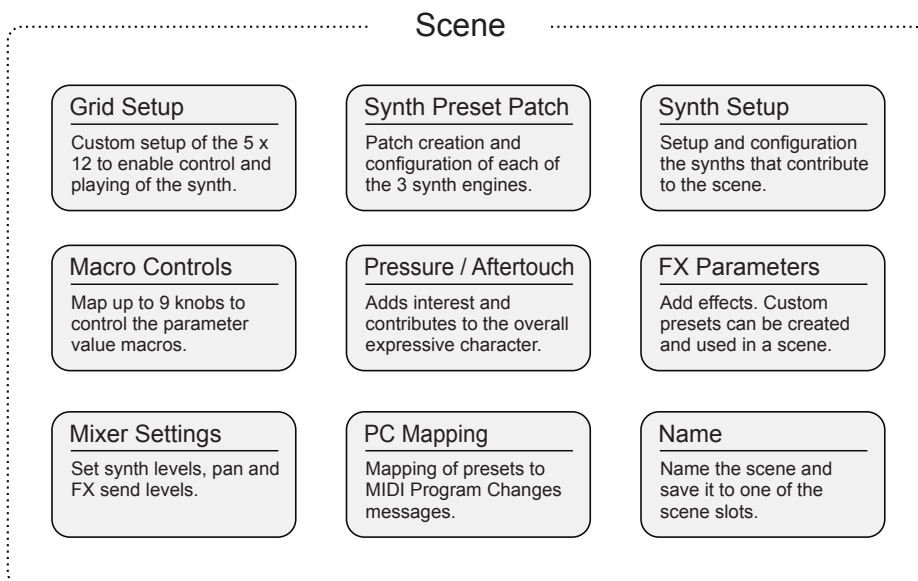 Scene
Grid Setup
Custom setup of the 5 x
12 to enable control and
playing of the synth.
Synth Preset Patch
Patch creation and
configuration of each of
the 3 synth engines.
Synth Setup
Setup and configuration
the synths that contribute
to the scene.
Macro Controls
Map up to 9 knobs to
control the parameter
value macros.
Pressure / Aftertouch
Adds interest and
contributes to the overall
expressive character.
FX Parameters
Add effects. Custom
presets can be created
and used in a scene.
Mixer Settings
Set synth levels, pan and
FX send levels.
PC Mapping
Mapping of presets to
MIDI Program Changes
messages.
Name
Name the scene and
save it to one of the
scene slots.